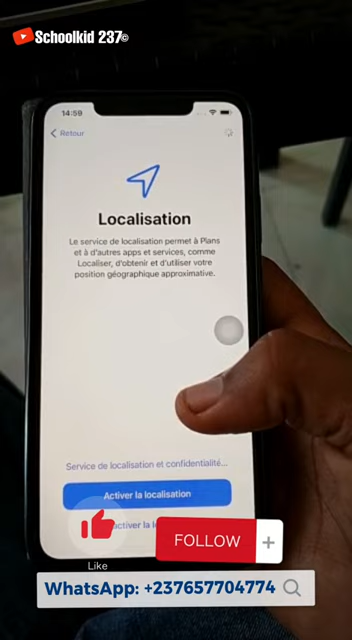 Schoolkid 237©
14:59
Retour
Localisation
Le service de localisation permet à Plans
et à d'autres apps et services, comme
Localiser, d'obtenir et d'utiliser votre
position géographique approximative.
Service de localisation et confidentialité...
Activer la localisation
activer la
Like
FOLLOW +
WhatsApp: +237657704774